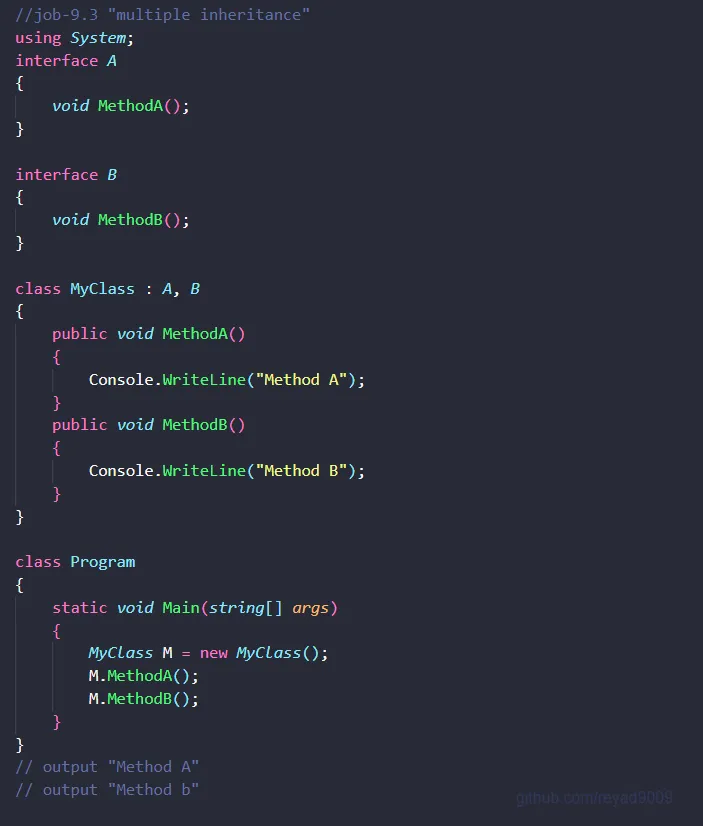 //job-9.3 "multiple inheritance"
using System;
interface A
{
    void MethodA();
}

interface B
{
    void MethodB();
}

class MyClass : A, B
{
    public void MethodA()
    {
        Console.WriteLine("Method A");
    }
    public void MethodB()
    {
        Console.WriteLine("Method B");
    }
}

class Program
{
    static void Main(string[] args)
    {
        MyClass M = new MyClass();
        M.MethodA();
        M.MethodB();
    }
}
// output "Method A"
// output "Method b"
github.com/reyad9009